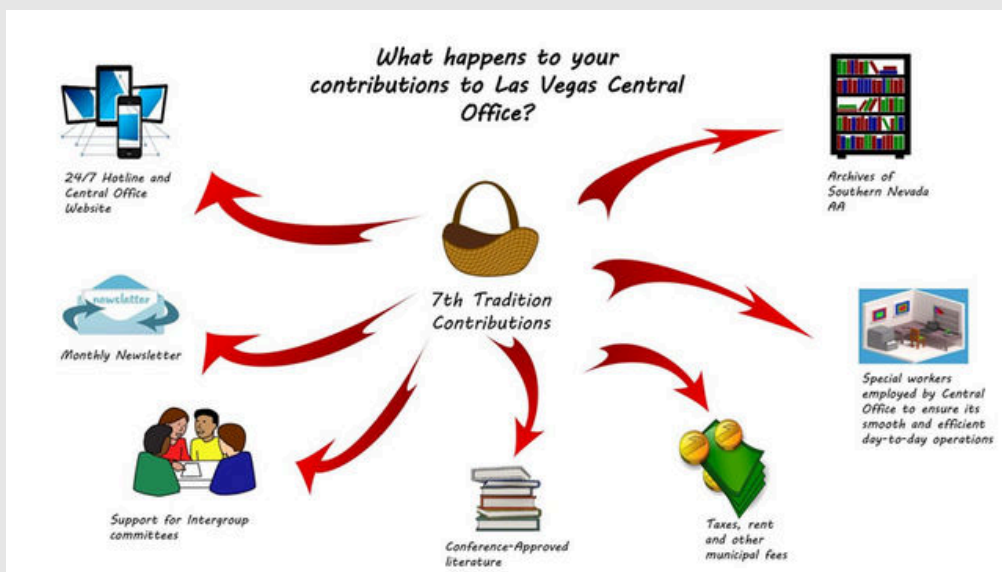 What happens to your
contributions to Las Vegas Central
Office?
24/7 Hotline and
Central Office
Website
Archives of
Southern Nevada
AA
7th Tradition
Contributions
newsletter
Monthly Newsletter
Special workers
employed by Central
Office to ensure its
smooth and efficient
day-to-day operations
Support for Intergroup
committees
Conference-Approved
literature
Taxes, rent
and other
municipal fees